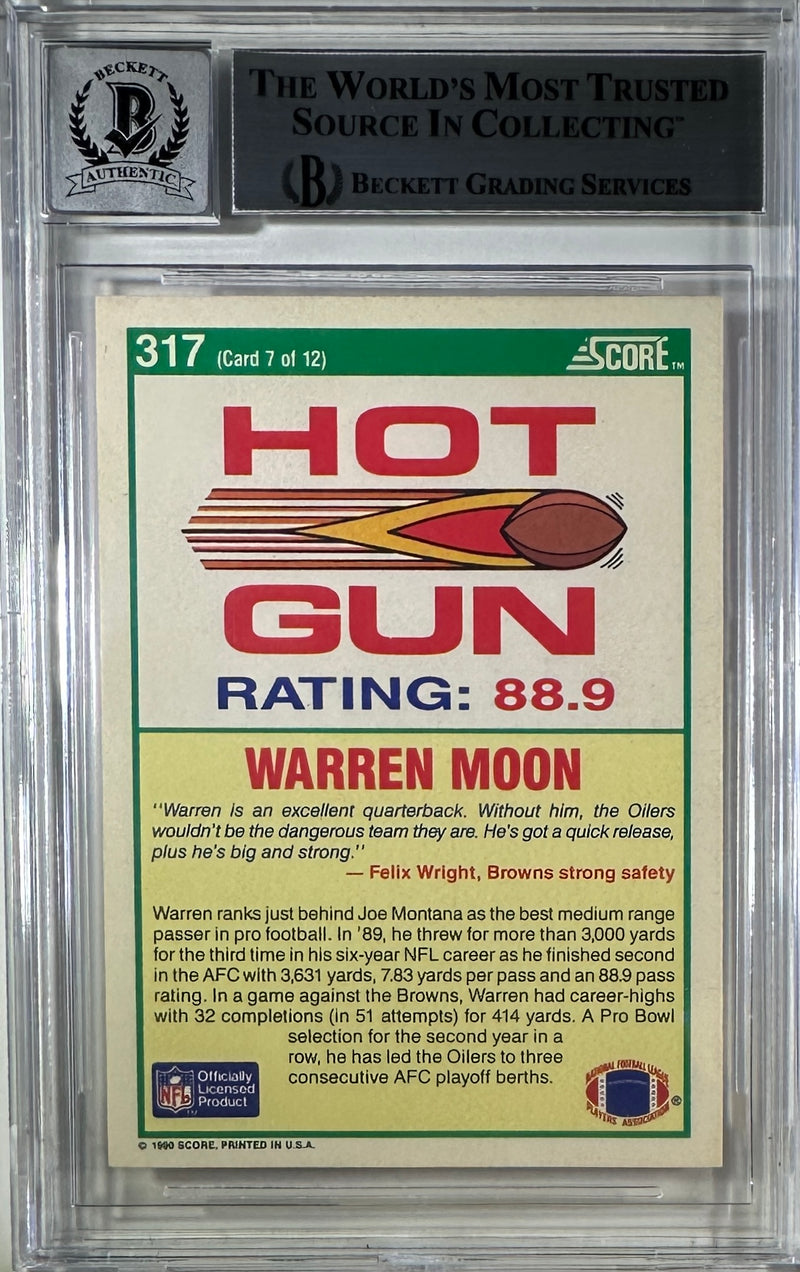 BECKETT
B
AUTHENTIC
THE WORLD'S MOST TRUSTED
SOURCE IN COLLECTING™
B BECKETT GRADING SERVICES
317 (Card 7 of 12)
SCORE™
HOT
GUN
RATING: 88.9
WARREN MOON
"Warren is an excellent quarterback. Without him, the Oilers
wouldn't be the dangerous team they are. He's got a quick release,
plus he's big and strong."
— Felix Wright, Browns strong safety
Warren ranks just behind Joe Montana as the best medium range
passer in pro football. In '89, he threw for more than 3,000 yards
for the third time in his six-year NFL career as he finished second
in the AFC with 3,631 yards, 7.83 yards per pass and an 88.9 pass
rating. In a game against the Browns, Warren had career-highs
with 32 completions (in 51 attempts) for 414 yards. A Pro Bowl
selection for the second year in a
row, he has led the Oilers to three
consecutive AFC playoff berths.
NFL
TM
Officially
Licensed
Product
NATIONAL FOOTBALL LEAGUE
PLAYERS ASSOCIATION
®
© 1990 SCORE, PRINTED IN U.S.A.